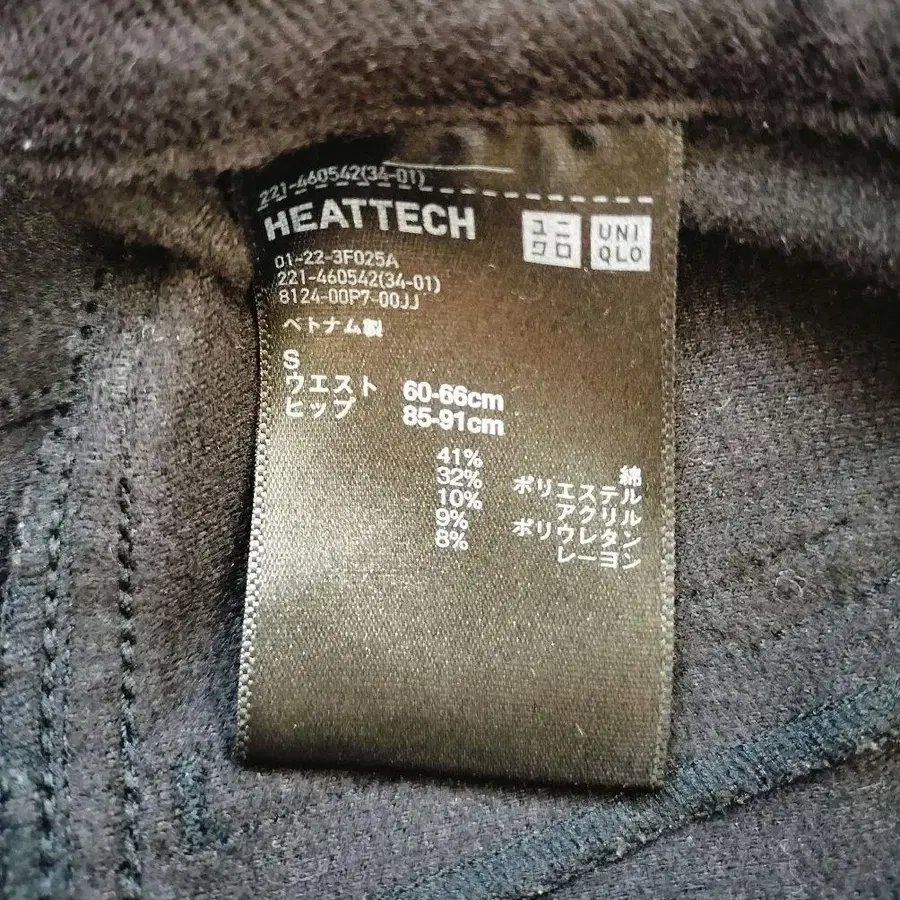 221-460542(34-01)
HEATTECH
ユニクロ
UNIQLO
01-22-3F025A
221-460542(34-01)
8124-00P7-00JJ
ベトナム製
S
ウエスト 60-66cm
ヒップ 85-91cm
41% 綿
32% ポリエステル
10% アクリル
9% ポリウレタン
8% レーヨン